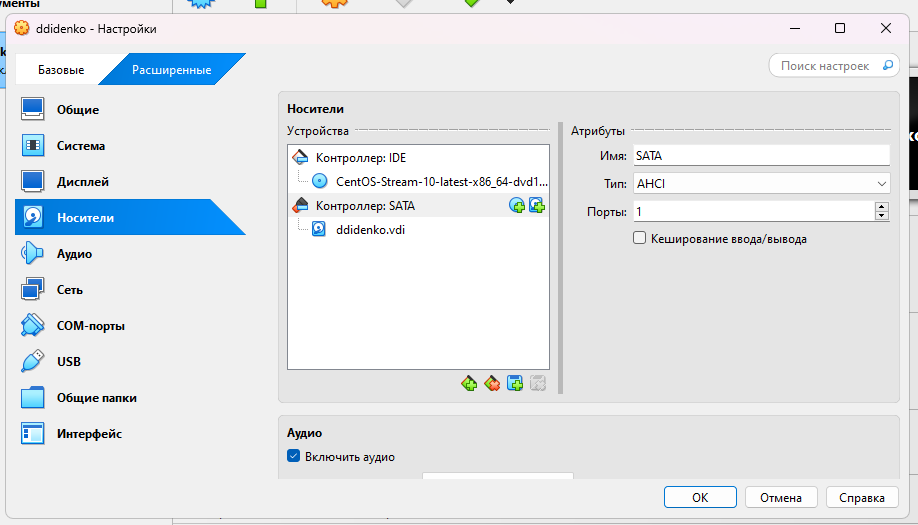 ументы
ddidenko - Настройки
Базовые
Расширенные
Поиск настроек
Общие
Система
Дисплей
Носители
Аудио
Сеть
COM-порты
USB
Общие папки
Интерфейс
Носители
Устройства
Контроллер: IDE
CentOS-Stream-10-latest-x86_64-dvd1...
Контроллер: SATA
ddidenko.vdi
Атрибуты
Имя: SATA
Тип: AHCI
Порты: 1
Кеширование ввода/вывода
Аудио
Включить аудио
OK
Отмена
Справка